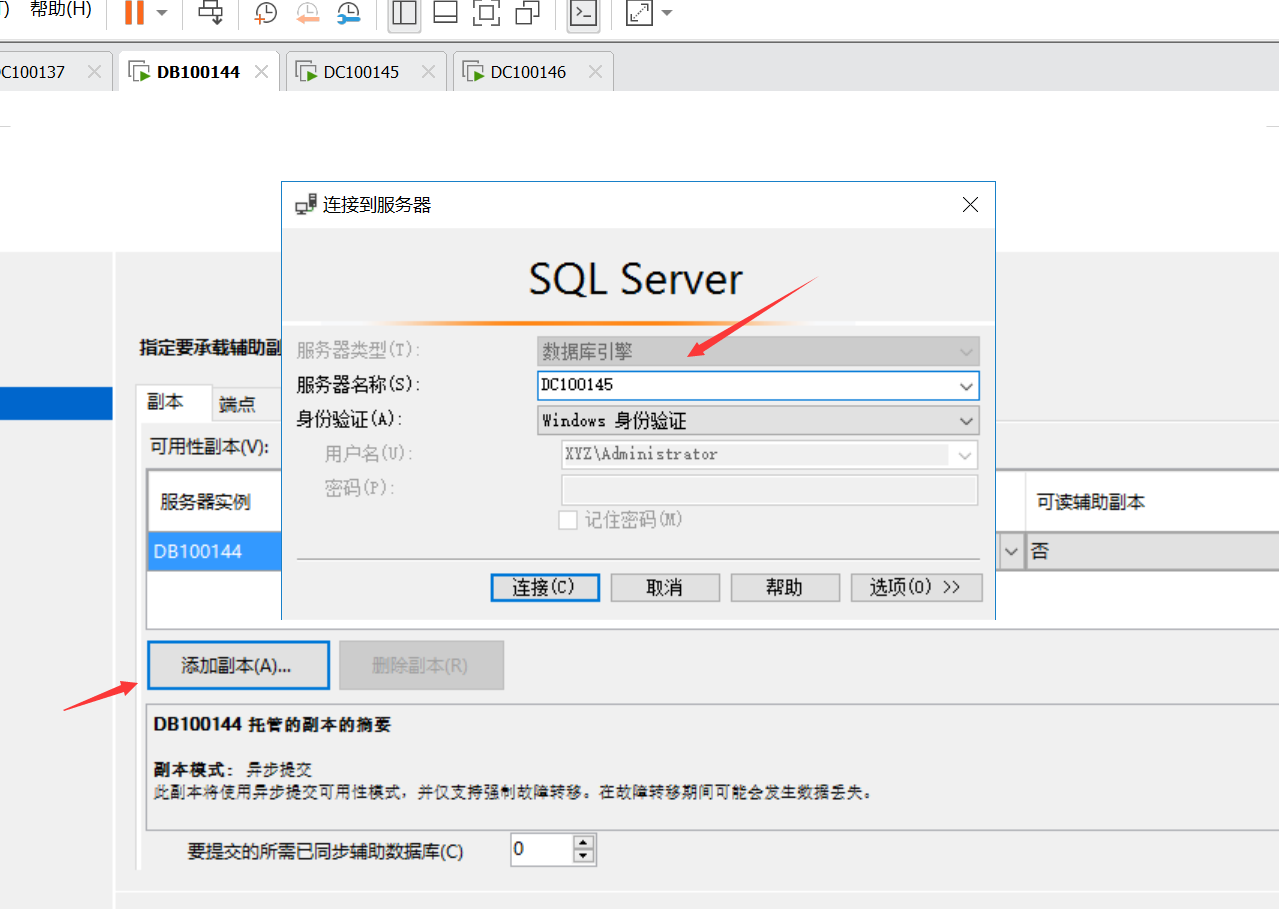 帮助(H)
C100137
DB100144
DC100145
DC100146
连接到服务器
SQL Server
指定要承载辅助副
服务器类型(T):
数据库引擎
服务器名称(S):
DC100145
副本
端点
身份验证(A):
Windows 身份验证
可用性副本(V):
用户名(U):
XYZ\Administrator
密码(P):
服务器实例
可读辅助副本
记住密码(M)
DB100144
否
连接(C)
取消
帮助
选项(O) >>
添加副本(A)...
删除副本(R)
DB100144 托管的副本的摘要
副本模式: 异步提交
此副本将使用异步提交可用性模式，并仅支持强制故障转移。在故障转移期间可能会发生数据丢失。
要提交的所需已同步辅助数据库(C)
0